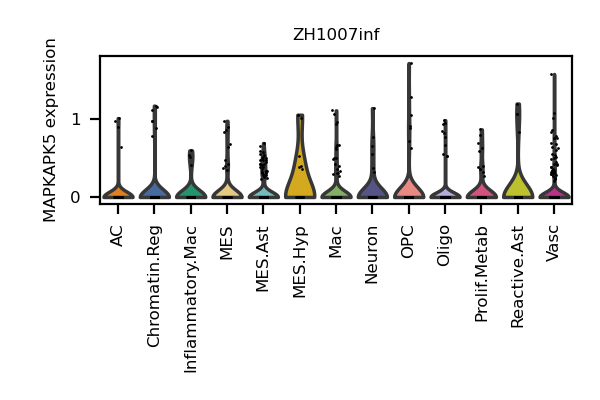 ZH1007inf
MAPKAPK5 expression
1
0
AC
Chromatin.Reg
Inflammatory.Mac
MES
MES.Ast
MES.Hyp
Mac
Neuron
OPC
Oligo
Prolif.Metab
Reactive.Ast
Vasc